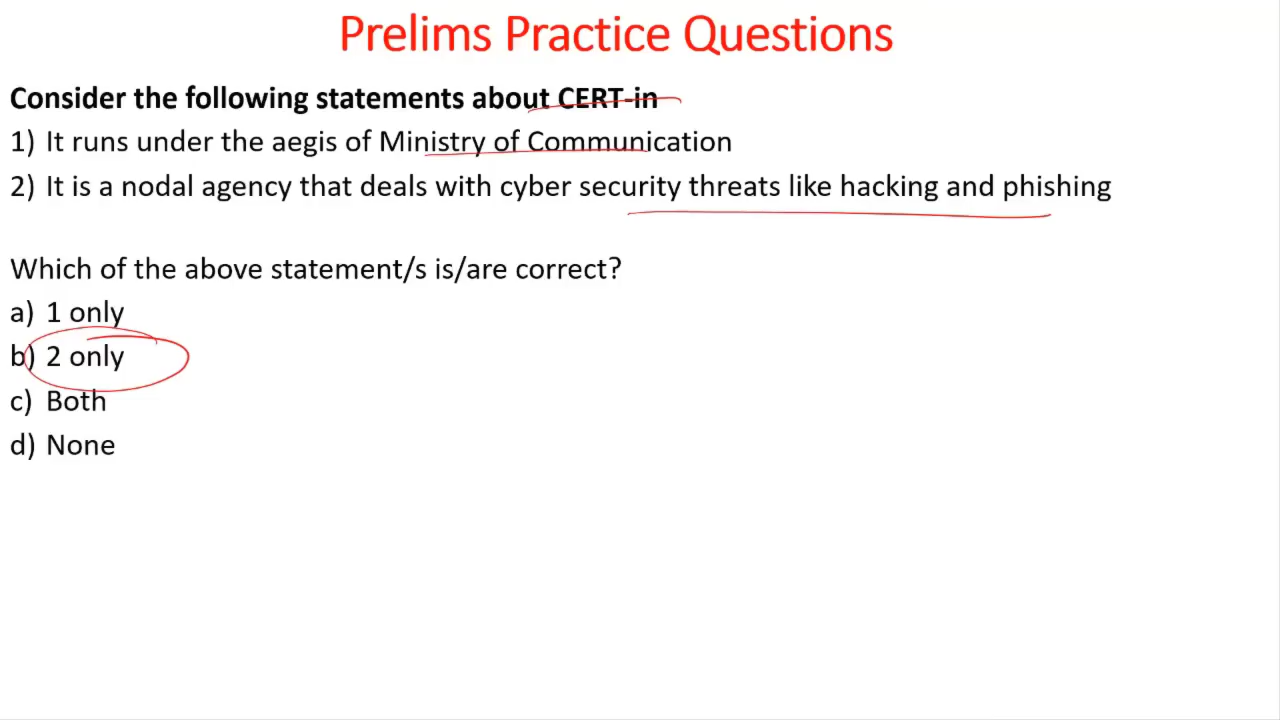 Prelims Practice Questions
Consider the following statements about CERT-in
1) It runs under the aegis of Ministry of Communication
2) It is a nodal agency that deals with cyber security threats like hacking and phishing
Which of the above statement/s is/are correct?
a) 1 only
b) 2 only
c) Both
d) None